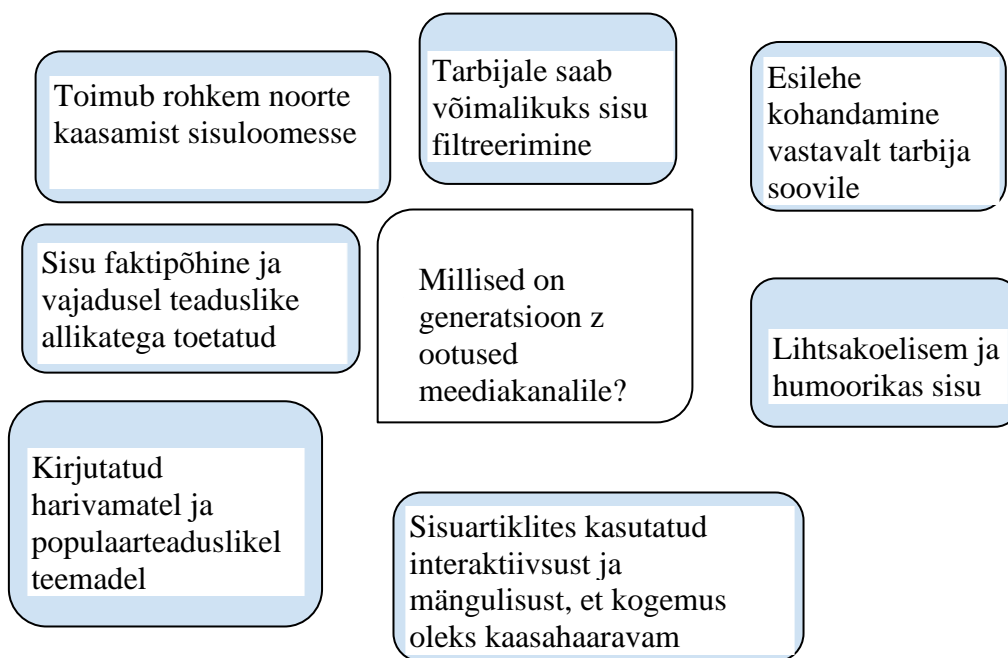 Toimub rohkem noorte
kaasamist sisuloomesse
Tarbijale saab
võimalikuks sisu
filtreerimine
Esilehe
kohandamine
vastavalt tarbija
soovile
Sisu faktipõhine ja
vajadusel teaduslike
allikatega toetatud
Millised on
generatsioon z
ootused
meediakanalile?
Lihtsakoelisem ja
humoorikas sisu
Kirjutatud
harivamatel ja
populaarteaduslikel
teemadel
Sisuartiklites kasutatud
interaktiivsust ja
mängulisust, et kogemus
oleks kaasahaaravam